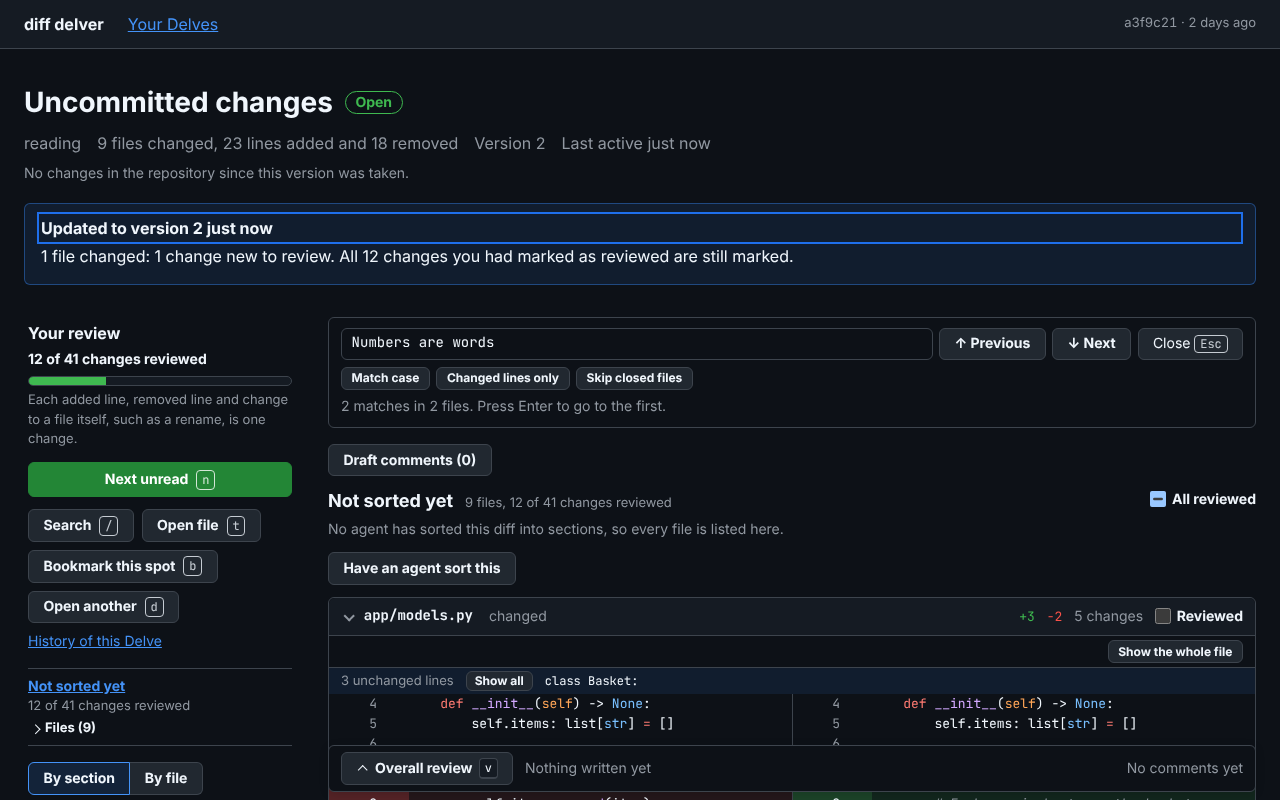 diff delver Your Delves a3f9c21 · 2 days ago
Uncommitted changes Open
reading 9 files changed, 23 lines added and 18 removed Version 2 Last active just now
No changes in the repository since this version was taken.
Updated to version 2 just now
1 file changed: 1 change new to review. All 12 changes you had marked as reviewed are still marked.
Your review
12 of 41 changes reviewed
Each added line, removed line and change
to a file itself, such as a rename, is one
change.
Next unread n
Search / Open file t
Bookmark this spot b
Open another d
History of this Delve
Not sorted yet
12 of 41 changes reviewed
Files (9)
By section By file
Numbers are words ↑ Previous ↓ Next Close Esc
Match case Changed lines only Skip closed files
2 matches in 2 files. Press Enter to go to the first.
Draft comments (0)
Not sorted yet 9 files, 12 of 41 changes reviewed All reviewed
No agent has sorted this diff into sections, so every file is listed here.
Have an agent sort this
app/models.py changed +3 -2 5 changes Reviewed
Show the whole file
3 unchanged lines Show all class Basket:
4 def __init__(self) -> None: 4 def __init__(self) -> None:
5 self.items: list[str] = [] 5 self.items: list[str] = []
6 6
Overall review v Nothing written yet No comments yet